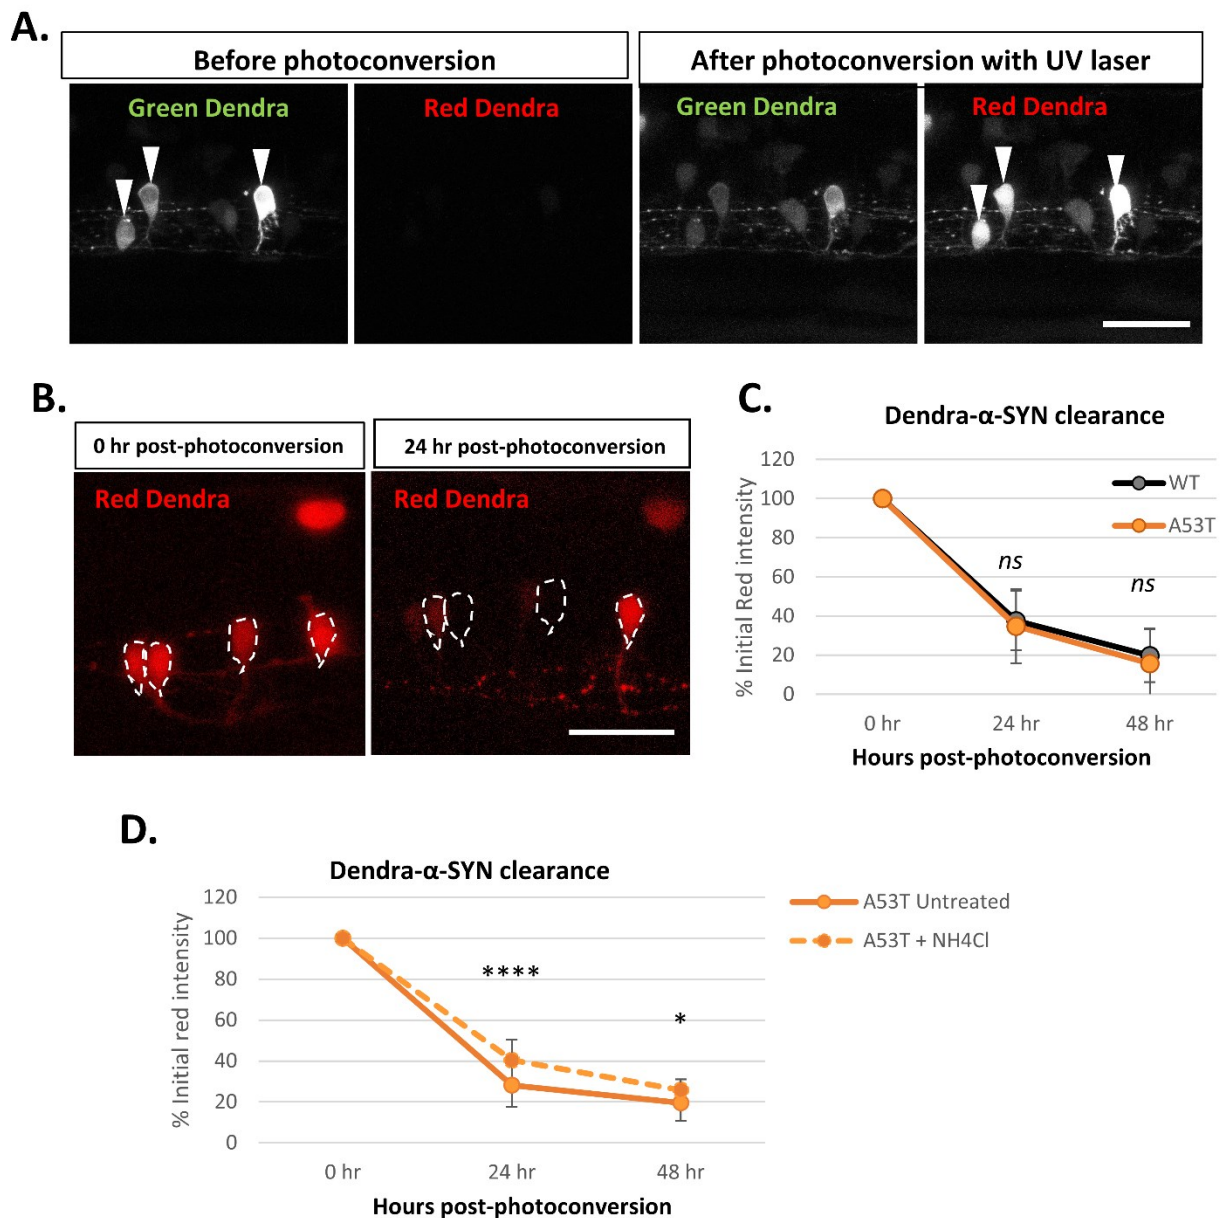 A.
Before photoconversion
After photoconversion with UV laser
Green Dendra
Red Dendra
Green Dendra
Red Dendra
B.
0 hr post-photoconversion
24 hr post-photoconversion
Red Dendra
Red Dendra
C.
Dendra-α-SYN clearance
% Initial Red intensity
120
100
80
60
40
20
0
WT
A53T
ns
ns
0 hr
24 hr
48 hr
Hours post-photoconversion
D.
Dendra-α-SYN clearance
% Initial red intensity
120
100
80
60
40
20
0
A53T Untreated
A53T + NH4Cl
****
*
0 hr
24 hr
48 hr
Hours post-photoconversion